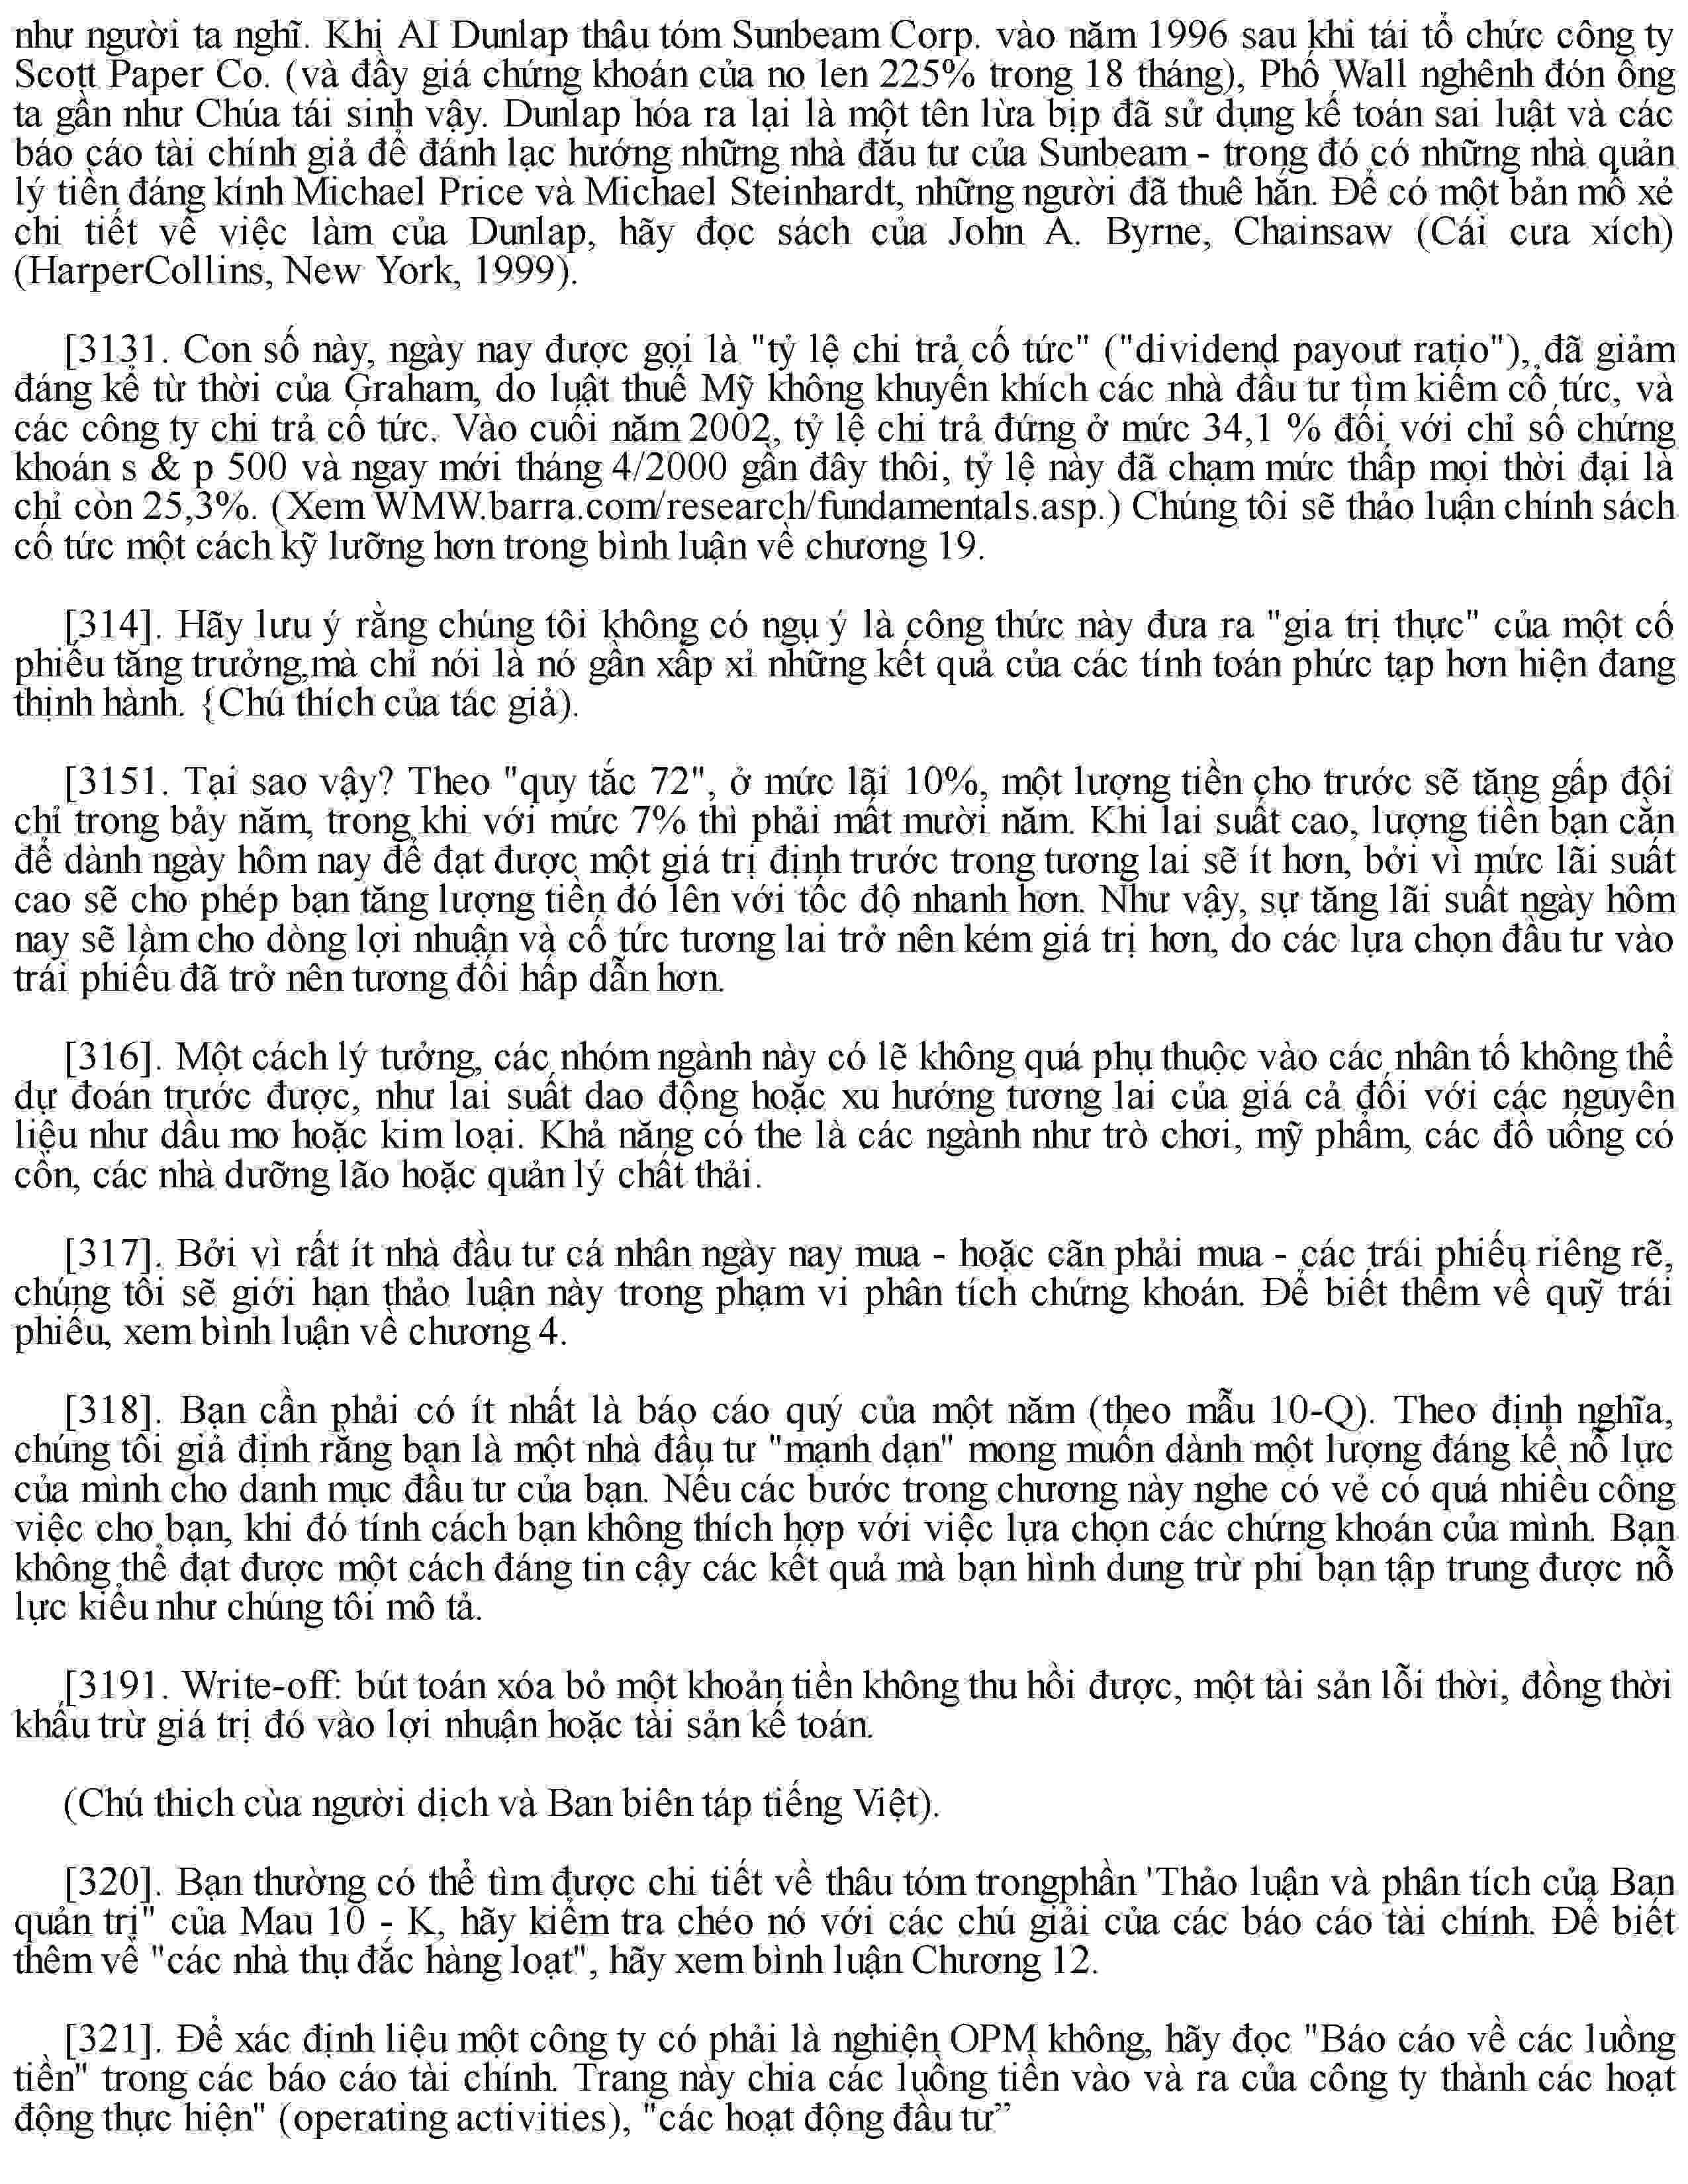 như người ta nghĩ. Khi AI Dunlap thâu tóm Sunbeam Corp. vào năm 1996 sau khi tái tổ chức công ty
Scott Paper Co. (và đẩy giá chứng khoán của no len 225% trong 18 tháng), Phố Wall nghênh đón ông
ta gần như Chúa tái sinh vậy. Dunlap hóa ra lại là một tên lừa bịp đã sử dụng kế toán sai luật và các
báo cáo tài chính giả để đánh lạc hướng những nhà đầu tư của Sunbeam - trong đó có những nhà quản
lý tiền đáng kính Michael Price và Michael Steinhardt, những người đã thuê hắn. Để có một bản mổ xẻ
chi tiết về việc làm của Dunlap, hãy đọc sách của John A. Byrne, Chainsaw (Cái cưa xích)
(HarperCollins, New York, 1999).
[3131. Con số này, ngày nay được gọi là "tỷ lệ chi trả cổ tức" ("dividend payout ratio"), đã giảm
đáng kể từ thời của Graham, do luật thuế Mỹ không khuyến khích các nhà đầu tư tìm kiếm cổ tức, và
các công ty chi trả cổ tức. Vào cuối năm 2002, tỷ lệ chi trả đứng ở mức 34,1 % đối với chỉ số chứng
khoán s & p 500 và ngay mới tháng 4/2000 gần đây thôi, tỷ lệ này đã chạm mức thấp mọi thời đại là
chỉ còn 25,3%. (Xem WMW.barra.com/research/fundamentals.asp.) Chúng tôi sẽ thảo luận chính sách
cổ tức một cách kỹ lưỡng hơn trong bình luận về chương 19.
[314]. Hãy lưu ý rằng chúng tôi không có ngụ ý là công thức này đưa ra "gia trị thực" của một cổ
phiếu tăng trưởng,mà chỉ nói là nó gần xấp xỉ những kết quả của các tính toán phức tạp hơn hiện đang
thịnh hành. {Chú thích của tác giả).
[3151. Tại sao vậy? Theo "quy tắc 72", ở mức lãi 10%, một lượng tiền cho trước sẽ tăng gấp đôi
chỉ trong bảy năm, trong khi với mức 7% thì phải mất mười năm. Khi lai suất cao, lượng tiền bạn cần
để dành ngày hôm nay để đạt được một giá trị định trước trong tương lai sẽ ít hơn, bởi vì mức lãi suất
cao sẽ cho phép bạn tăng lượng tiền đó lên với tốc độ nhanh hơn. Như vậy, sự tăng lãi suất ngày hôm
nay sẽ làm cho dòng lợi nhuận và cổ tức tương lai trở nên kém giá trị hơn, do các lựa chọn đầu tư vào
trái phiếu đã trở nên tương đối hấp dẫn hơn.
[316]. Một cách lý tưởng, các nhóm ngành này có lẽ không quá phụ thuộc vào các nhân tố không thể
dự đoán trước được, như lai suất dao động hoặc xu hướng tương lai của giá cả đối với các nguyên
liệu như dầu mo hoặc kim loại. Khả năng có the là các ngành như trò chơi, mỹ phẩm, các đồ uống có
cồn, các nhà dưỡng lão hoặc quản lý chất thải.
[317]. Bởi vì rất ít nhà đầu tư cá nhân ngày nay mua - hoặc cãn phải mua - các trái phiếu riêng rẽ,
chúng tôi sẽ giới hạn thảo luận này trong phạm vi phân tích chứng khoán. Để biết thêm về quỹ trái
phiếu, xem bình luận về chương 4.
[318]. Bạn cần phải có ít nhất là báo cáo quý của một năm (theo mẫu 10-Q). Theo định nghĩa,
chúng tôi giả định rằng bạn là một nhà đầu tư "mạnh dạn" mong muốn dành một lượng đáng kể nỗ lực
của mình cho danh mục đầu tư của bạn. Nếu các bước trong chương này nghe có vẻ có quá nhiều công
việc cho bạn, khi đó tính cách bạn không thích hợp với việc lựa chọn các chứng khoán của mình. Bạn
không thể đạt được một cách đáng tin cậy các kết quả mà bạn hình dung trừ phi bạn tập trung được nỗ
lực kiểu như chúng tôi mô tả.
[3191. Write-off: bút toán xóa bỏ một khoản tiền không thu hồi được, một tài sản lỗi thời, đồng thời
khấu trừ giá trị đó vào lợi nhuận hoặc tài sản kế toán.
(Chú thich cùa người dịch và Ban biên táp tiếng Việt).
[320]. Bạn thường có thể tìm được chi tiết về thâu tóm trongphần 'Thảo luận và phân tích của Ban
quản trị" của Mau 10 - K, hãy kiểm tra chéo nó với các chú giải của các báo cáo tài chính. Để biết
thêm về "các nhà thụ đắc hàng loạt", hãy xem bình luận Chương 12.
[321]. Để xác định liệu một công ty có phải là nghiện OPM không, hãy đọc "Báo cáo về các luồng
tiền" trong các báo cáo tài chính. Trang này chia các luồng tiền vào và ra của công ty thành các hoạt
động thực hiện" (operating activities), "các hoạt động đầu tư”